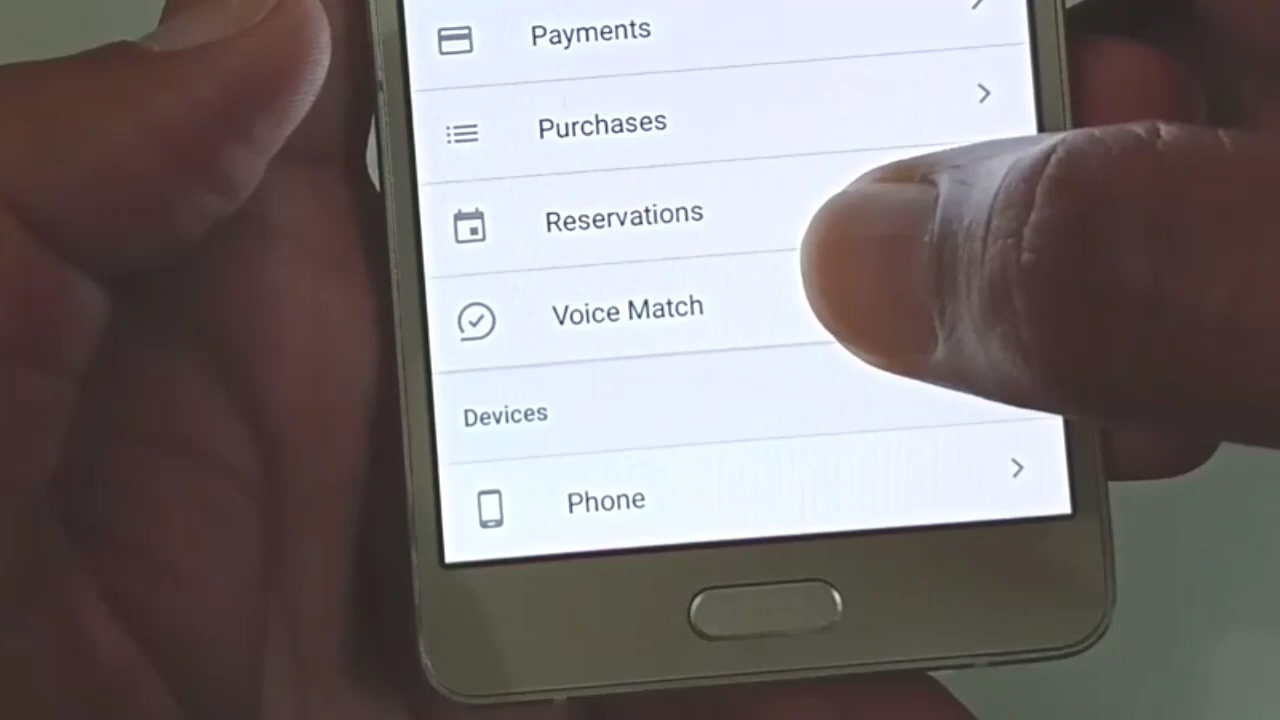 Payments
Purchases
Reservations
Voice Match
Devices
Phone